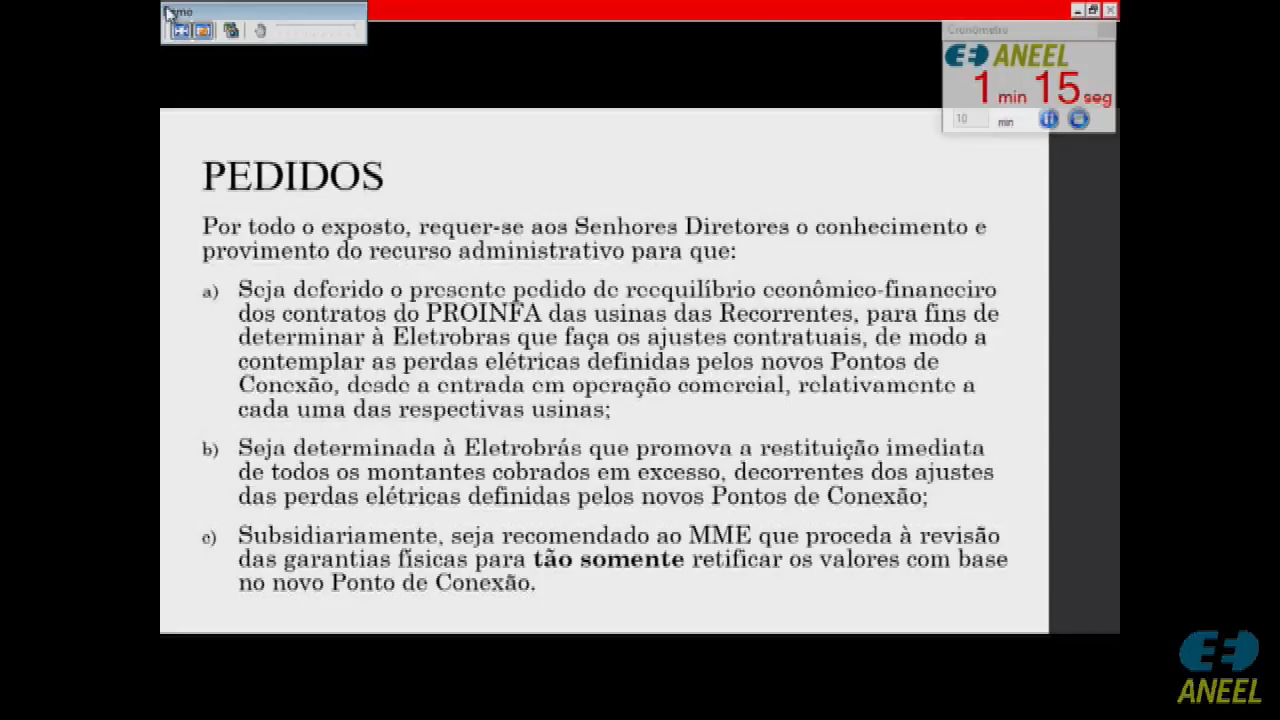 Cronômetro
ANEEL
1 min 15 seg
10 min
PEDIDOS
Por todo o exposto, requer-se aos Senhores Diretores o conhecimento e
provimento do recurso administrativo para que:
a) Seja deferido o presente pedido de reequilíbrio econômico-financeiro
dos contratos do PROINFA das usinas das Recorrentes, para fins de
determinar à Eletrobras que faça os ajustes contratuais, de modo a
contemplar as perdas elétricas definidas pelos novos Pontos de
Conexão, desde a entrada em operação comercial, relativamente a
cada uma das respectivas usinas;
b) Seja determinada à Eletrobrás que promova a restituição imediata
de todos os montantes cobrados em excesso, decorrentes dos ajustes
das perdas elétricas definidas pelos novos Pontos de Conexão;
c) Subsidiariamente, seja recomendado ao MME que proceda à revisão
das garantias físicas para tão somente retificar os valores com base
no novo Ponto de Conexão.
ANEEL